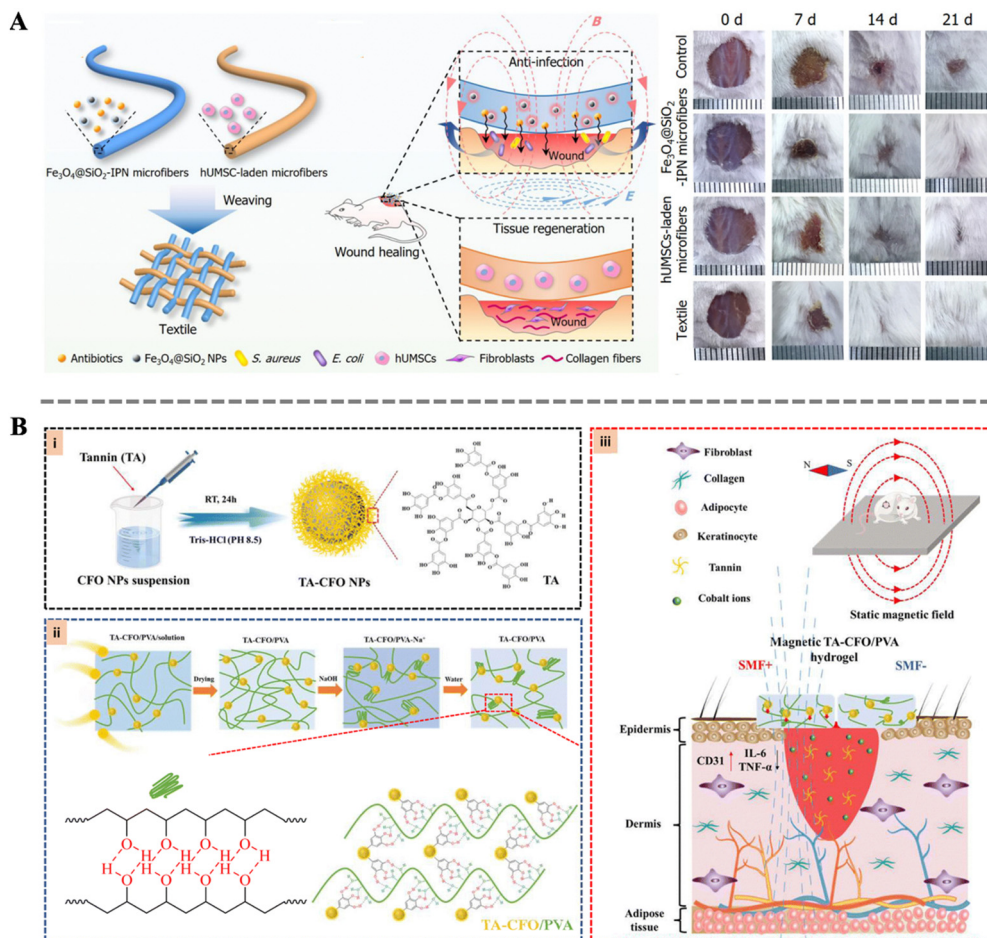 A
Fe₃O₄@SiO₂-IPN microfibers
hUMSC-laden microfibers
Weaving
Textile
Wound healing
B
Anti-infection
Wound
E
Tissue regeneration
Wound
Antibiotics
Fe₃O₄@SiO₂ NPs
S. aureus
E. coli
hUMSCs
Fibroblasts
Collagen fibers
0 d
7 d
14 d
21 d
Control
Fe₃O₄@SiO₂
-IPN microfibers
hUMSCs-laden
microfibers
Textile
B
i
Tannin (TA)
CFO NPs suspension
RT, 24h
Tris-HCl (PH 8.5)
TA-CFO NPs
TA
ii
TA-CFO/PVA/solution
Drying
TA-CFO/PVA
NaOH
TA-CFO/PVA-Na⁺
Water
TA-CFO/PVA
O O O O
H H H H
H H H H
O O O O
TA-CFO/PVA
iii
Fibroblast
Collagen
Adipocyte
Keratinocyte
Tannin
Cobalt ions
N
S
Static magnetic field
Magnetic TA-CFO/PVA
hydrogel
SMF+
SMF-
Epidermis
CD31
IL-6
TNF-α
Dermis
Adipose
tissue